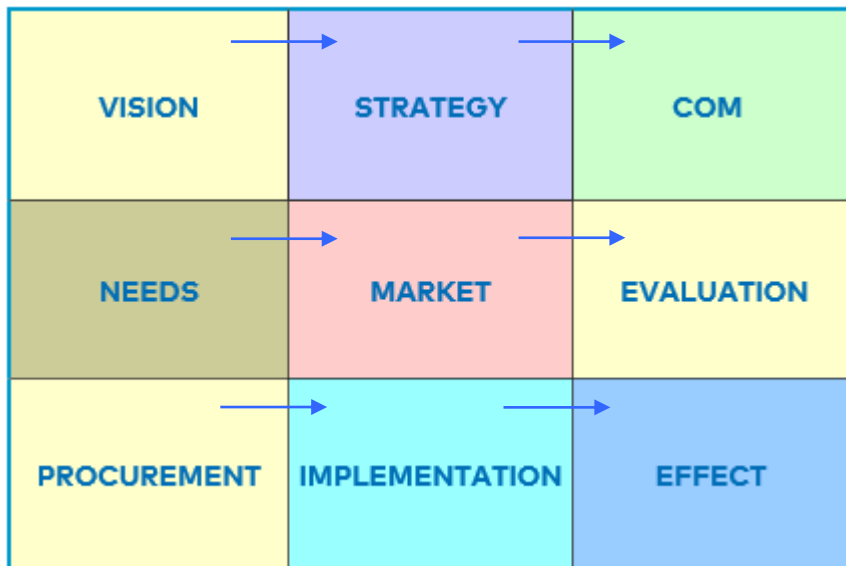 VISION
STRATEGY
COM
NEEDS
MARKET
EVALUATION
PROCUREMENT
IMPLEMENTATION
EFFECT